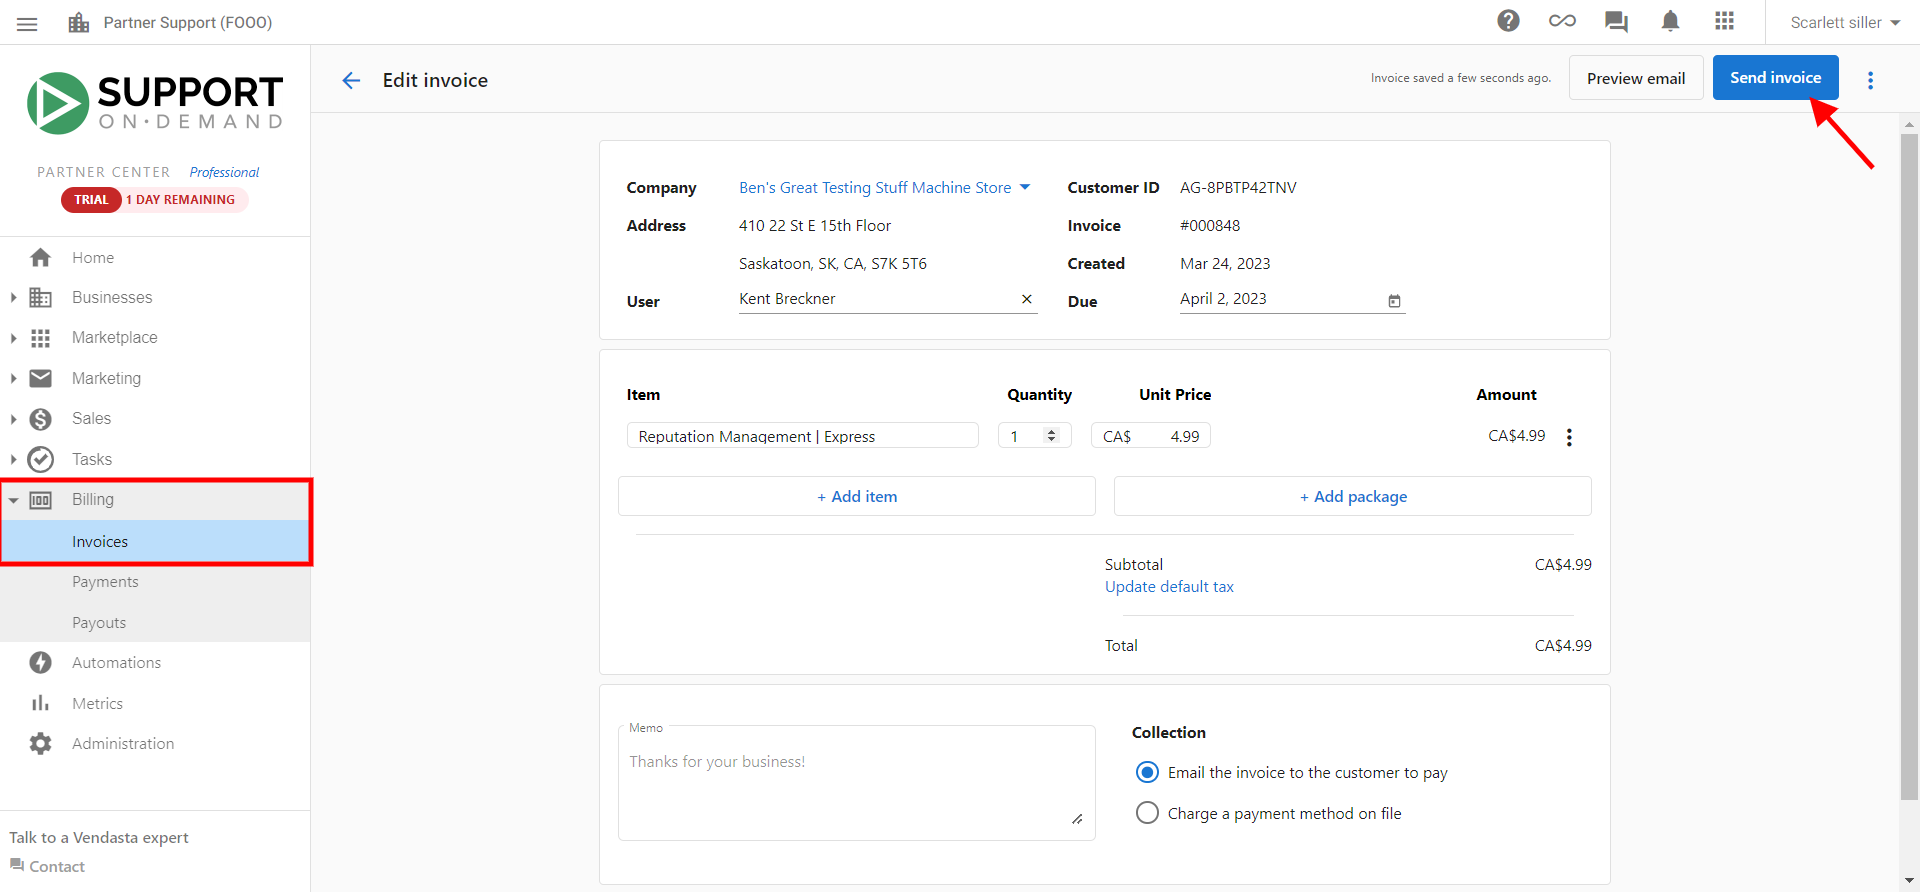 Partner Support (FOOO)
Scarlett siller
SUPPORT
ON·DEMAND
PARTNER CENTER Professional
TRIAL 1 DAY REMAINING
Home
Businesses
Marketplace
Marketing
Sales
Tasks
Billing
Invoices
Payments
Payouts
Automations
Metrics
Administration
Talk to a Vendasta expert
Contact
Edit invoice
Invoice saved a few seconds ago.
Preview email
Send invoice
Company Ben's Great Testing Stuff Machine Store Customer ID AG-8PBTP42TNV
Address 410 22 St E 15th Floor Invoice #000848
Saskatoon, SK, CA, S7K 5T6 Created Mar 24, 2023
User Kent Breckner Due April 2, 2023
Item Quantity Unit Price Amount
Reputation Management | Express 1 CA$ 4.99 CA$4.99
+ Add item + Add package
Subtotal CA$4.99
Update default tax
Total CA$4.99
Memo
Thanks for your business!
Collection
Email the invoice to the customer to pay
Charge a payment method on file